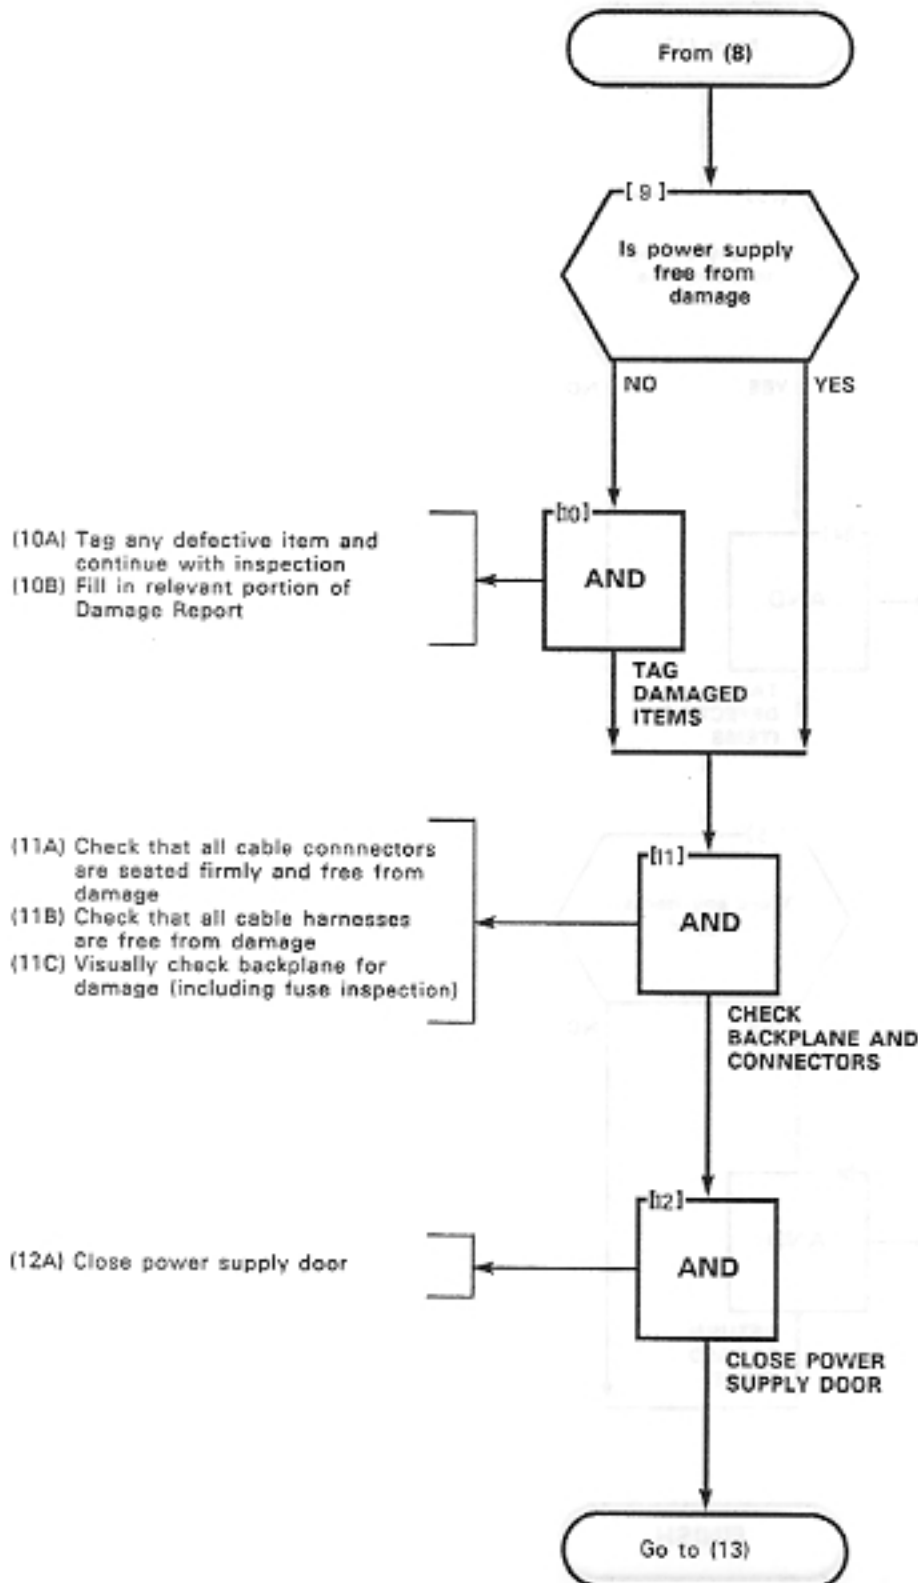 From (8)
[ 9 ]
Is power supply
free from
damage
NO
YES
[10]
AND
(10A) Tag any defective item and
continue with inspection
(10B) Fill in relevant portion of
Damage Report
TAG
DAMAGED
ITEMS
(11A) Check that all cable connnectors
are seated firmly and free from
damage
(11B) Check that all cable harnesses
are free from damage
(11C) Visually check backplane for
damage (including fuse inspection)
[11]
AND
CHECK
BACKPLANE AND
CONNECTORS
[12]
AND
(12A) Close power supply door
CLOSE POWER
SUPPLY DOOR
Go to (13)